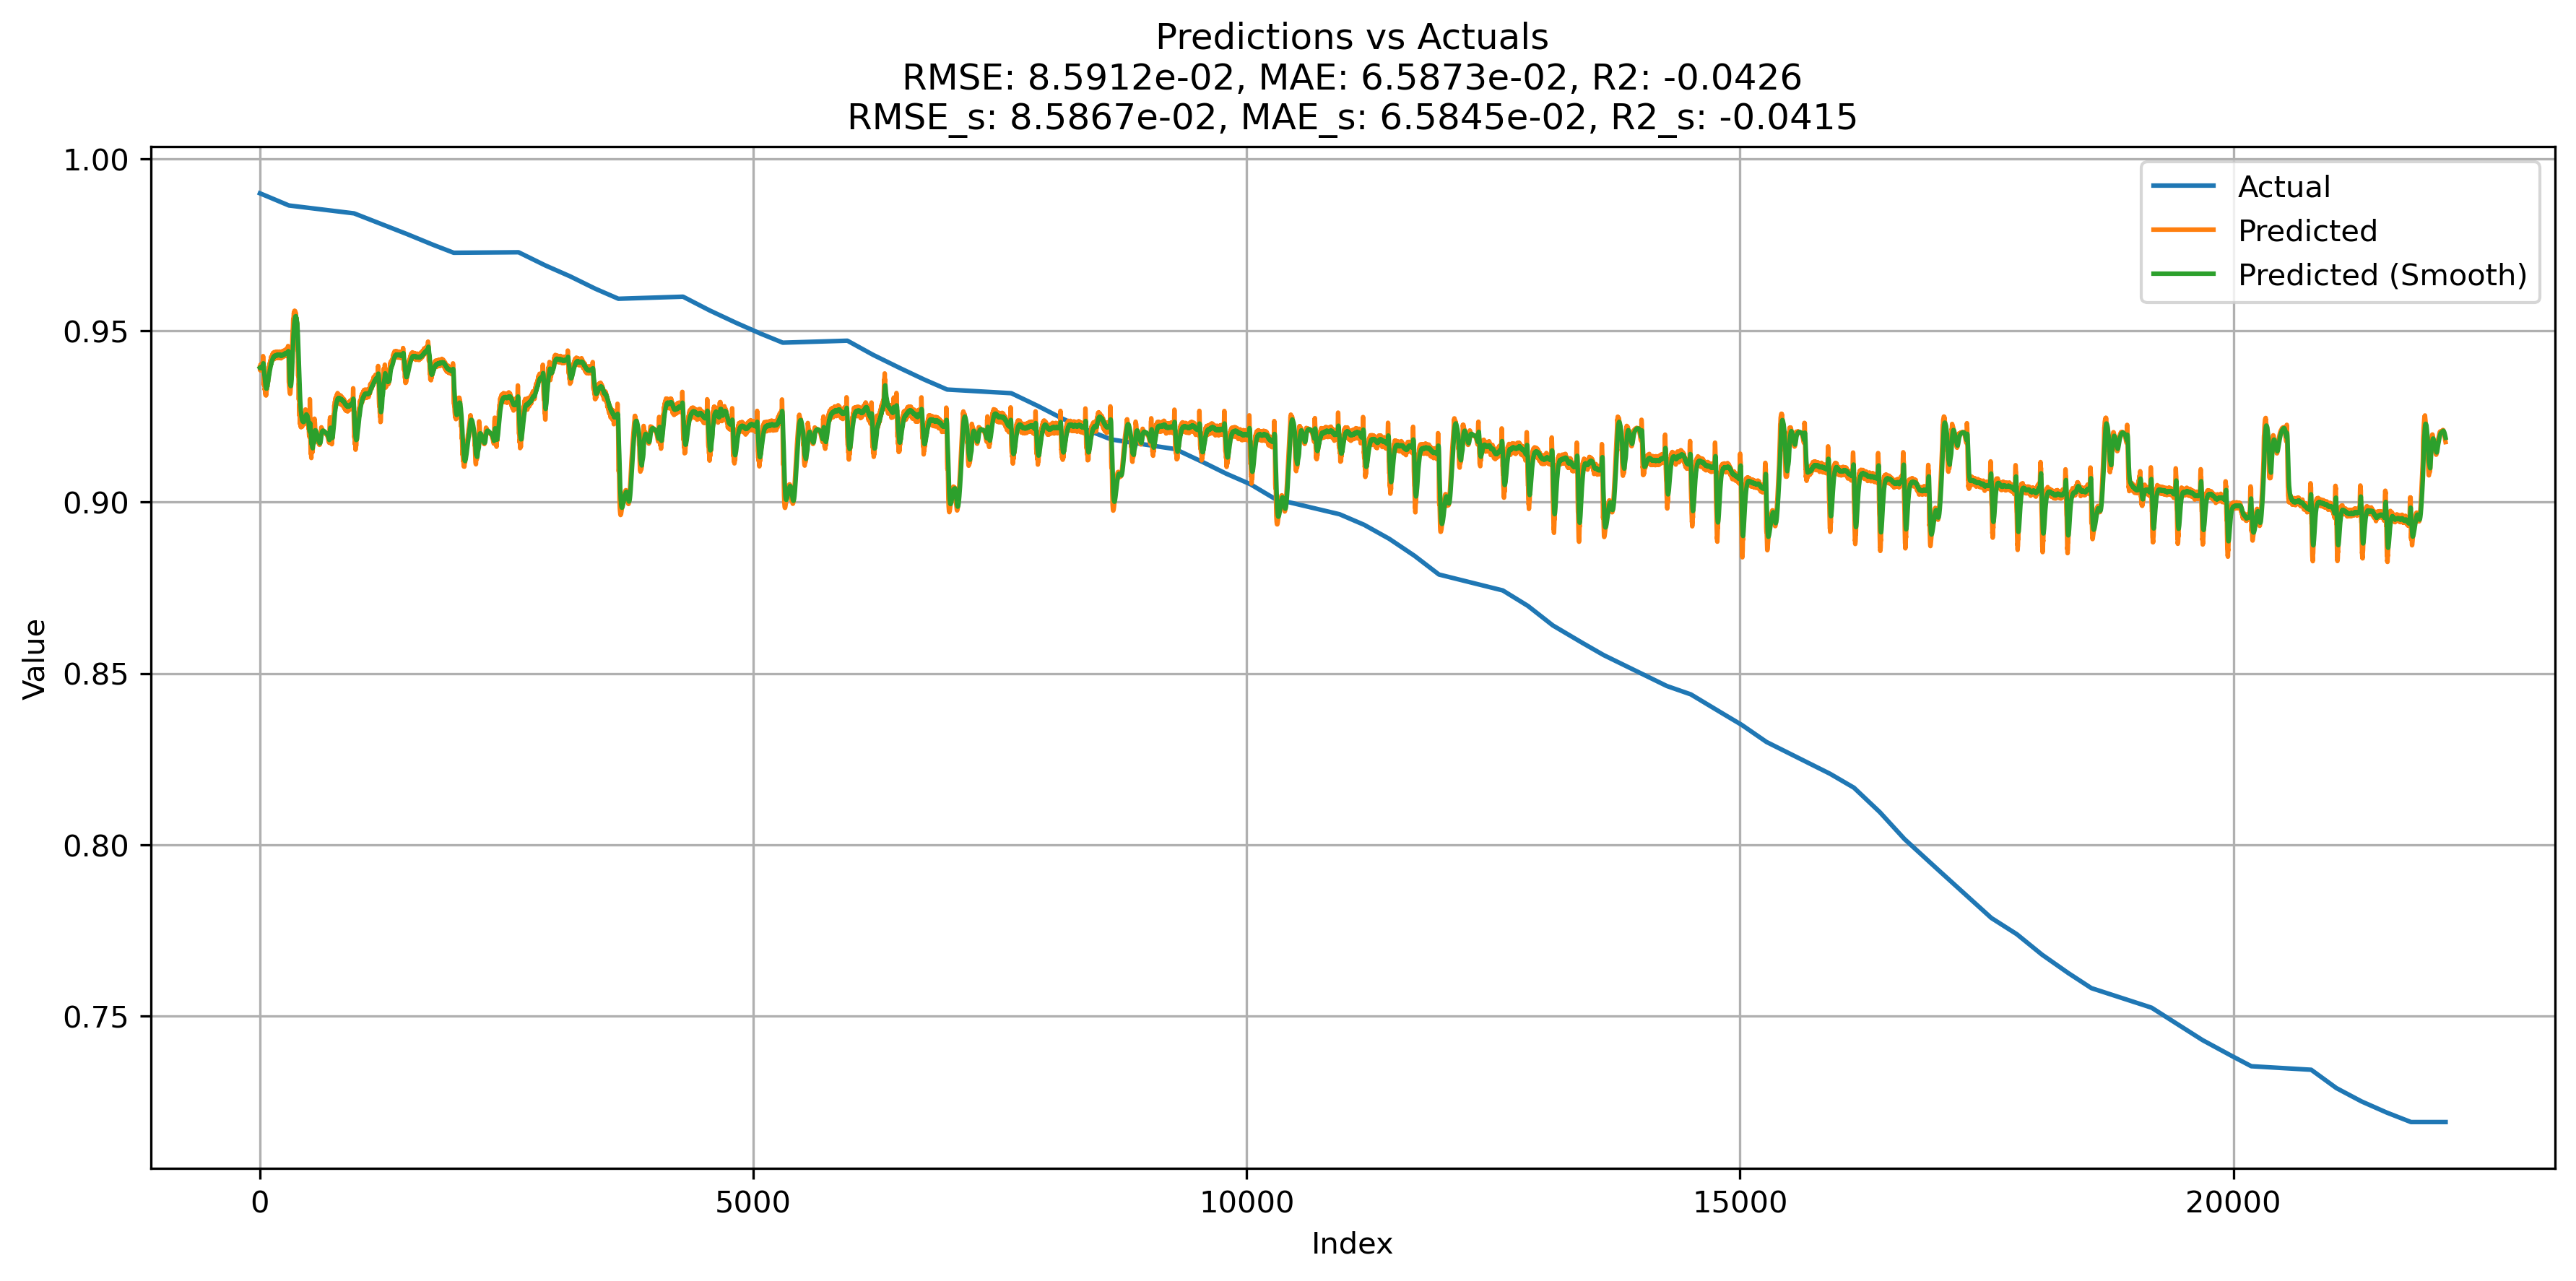 Predictions vs Actuals
RMSE: 8.5912e-02, MAE: 6.5873e-02, R2: -0.0426
RMSE_s: 8.5867e-02, MAE_s: 6.5845e-02, R2_s: -0.0415
1.00
0.95
0.90
0.85
0.80
0.75
Value
Actual
Predicted
Predicted (Smooth)
0 5000 10000 15000 20000
Index